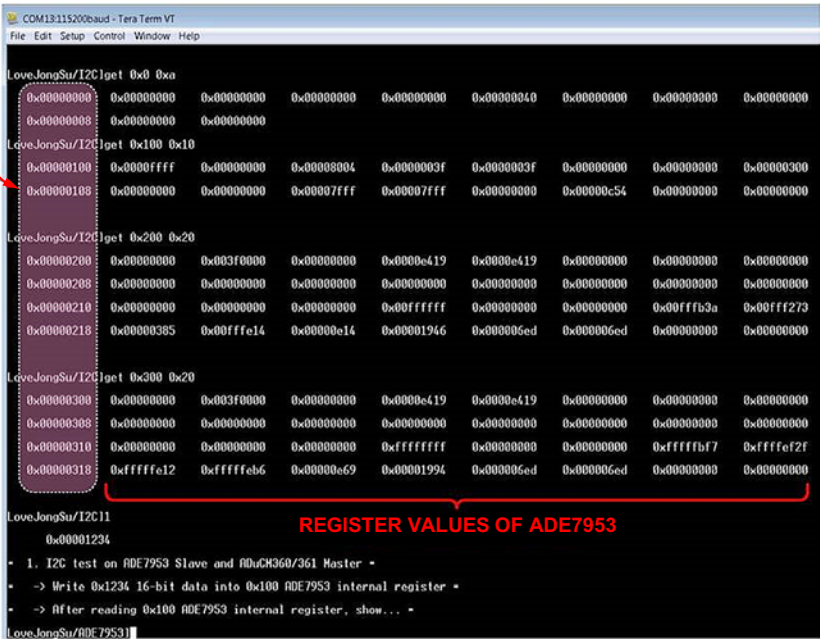 COM13:115200baud - Tera Term VT
File Edit Setup Control Window Help
LoveJongSu/I2C]get 0x0 0xa
0x00000000 0x00000000 0x00000000 0x00000000 0x00000000 0x00000040 0x00000000 0x00000000 0x00000000
0x00000008 0x00000000 0x00000000
LoveJongSu/I2C]get 0x100 0x10
0x00000100 0x0000ffff 0x00000000 0x00008004 0x0000003f 0x0000003f 0x00000000 0x00000000 0x00000300
0x00000108 0x00000000 0x00000000 0x00007fff 0x00007fff 0x00000000 0x00000c54 0x00000000 0x00000000
LoveJongSu/I2C]get 0x200 0x20
0x00000200 0x00000000 0x003f0000 0x00000000 0x0000e419 0x0000e419 0x00000000 0x00000000 0x00000000
0x00000208 0x00000000 0x00000000 0x00000000 0x00000000 0x00000000 0x00000000 0x00000000 0x00000000
0x00000210 0x00000000 0x00000000 0x00000000 0x00ffffff 0x00000000 0x00000000 0x00fffb3a 0x00fff273
0x00000218 0x00000385 0x00fffe14 0x00000e14 0x00001946 0x000006ed 0x000006ed 0x00000000 0x00000000
LoveJongSu/I2C]get 0x300 0x20
0x00000300 0x00000000 0x003f0000 0x00000000 0x0000e419 0x0000e419 0x00000000 0x00000000 0x00000000
0x00000308 0x00000000 0x00000000 0x00000000 0x00000000 0x00000000 0x00000000 0x00000000 0x00000000
0x00000310 0x00000000 0x00000000 0x00000000 0xffffffff 0x00000000 0x00000000 0xfffffbf7 0xffffef2f
0x00000318 0xfffffe12 0xfffffeb6 0x00000e69 0x00001994 0x000006ed 0x000006ed 0x00000000 0x00000000
REGISTER VALUES OF ADE7953
LoveJongSu/I2C]1
0x00001234
- 1. I2C test on ADE7953 Slave and ADuCM360/361 Master -
- -> Write 0x1234 16-bit data into 0x100 ADE7953 internal register -
- -> After reading 0x100 ADE7953 internal register, show... -
LoveJongSu/ADE7953]